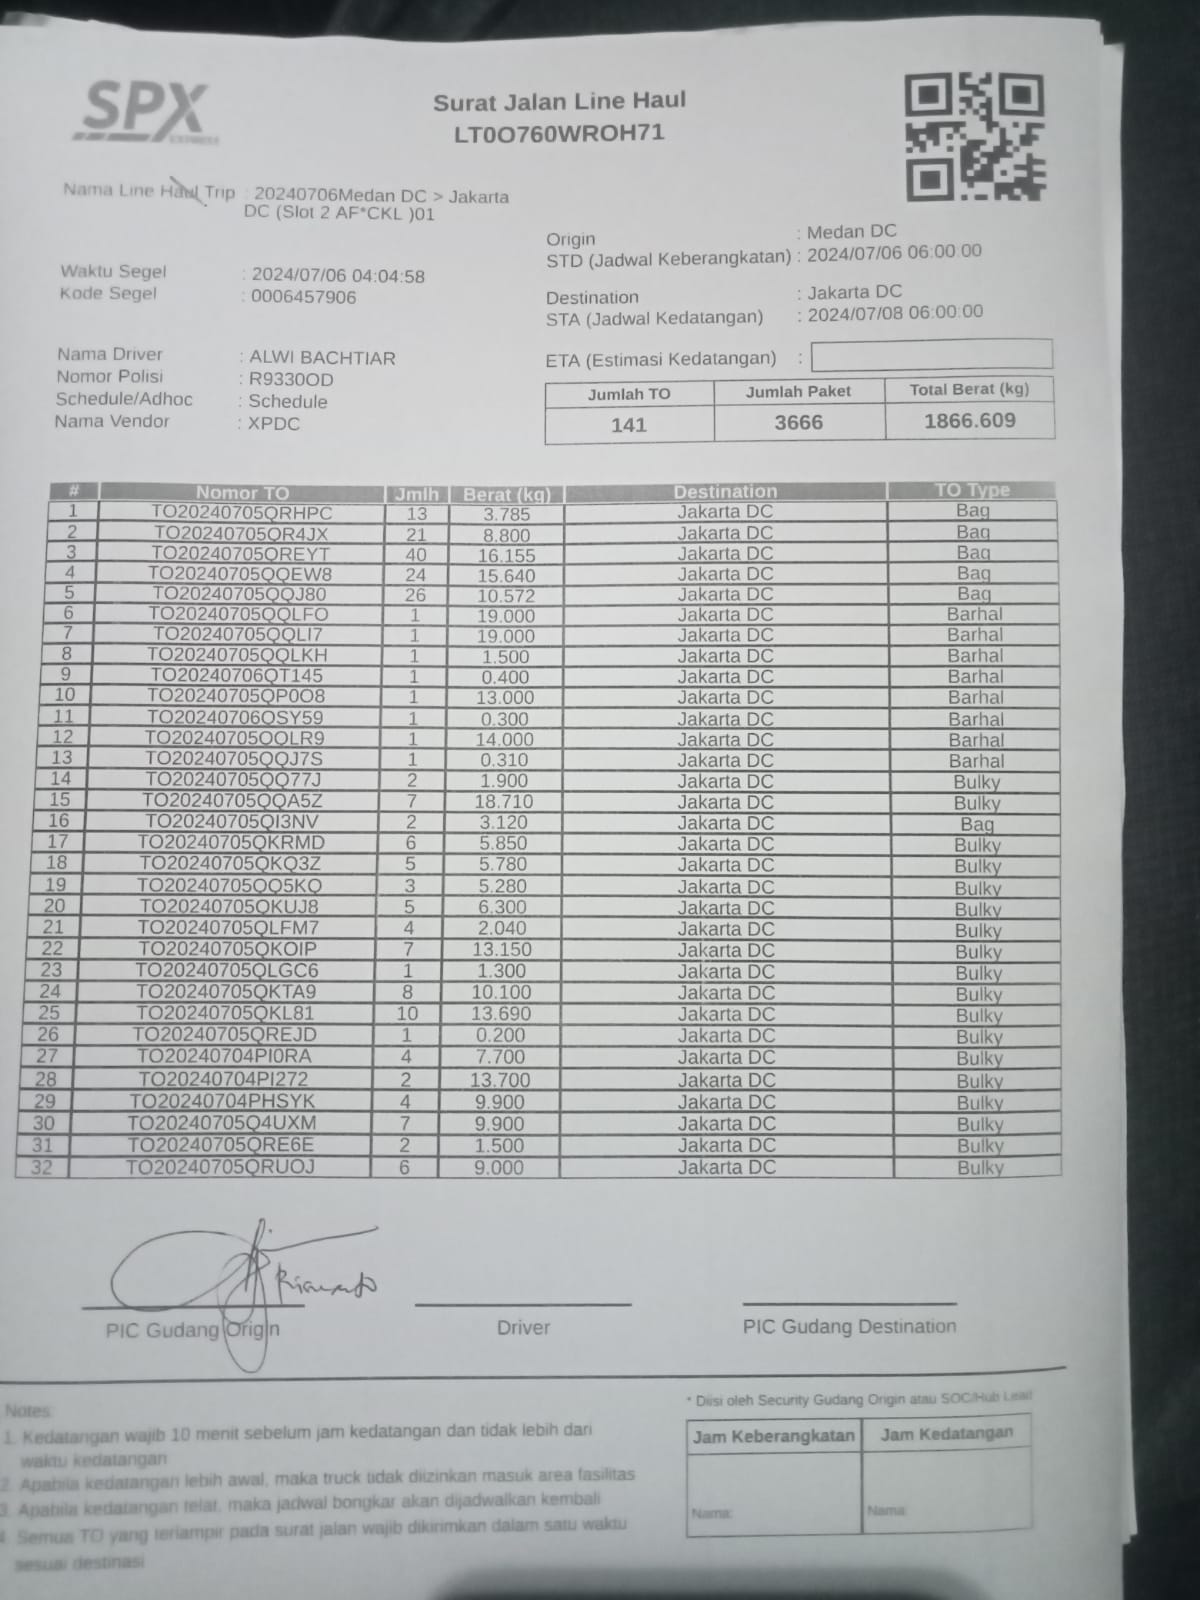 SPX
EXPRESS
Surat Jalan Line Haul
LT0O760WROH71
Nama Line Haul Trip : 20240706Medan DC > Jakarta
DC (Slot 2 AF*CKL )01
Waktu Segel : 2024/07/06 04:04:58
Kode Segel : 0006457906
Nama Driver : ALWI BACHTIAR
Nomor Polisi : R9330OD
Schedule/Adhoc : Schedule
Nama Vendor : XPDC
Origin : Medan DC
STD (Jadwal Keberangkatan) : 2024/07/06 06:00:00
Destination : Jakarta DC
STA (Jadwal Kedatangan) : 2024/07/08 06:00:00
ETA (Estimasi Kedatangan) :
Jumlah TO Jumlah Paket Total Berat (kg)
141 3666 1866.609
# Nomor TO Jmlh Berat (kg) Destination TO Type
1 TO20240705QRHPC 13 3.785 Jakarta DC Bag
2 TO20240705QR4JX 21 8.800 Jakarta DC Bag
3 TO20240705QREYT 40 16.155 Jakarta DC Bag
4 TO20240705QQEW8 24 15.640 Jakarta DC Bag
5 TO20240705QQJ80 26 10.572 Jakarta DC Bag
6 TO20240705QQLFO 1 19.000 Jakarta DC Barhal
7 TO20240705QQLI7 1 19.000 Jakarta DC Barhal
8 TO20240705QQLKH 1 1.500 Jakarta DC Barhal
9 TO20240706QT145 1 0.400 Jakarta DC Barhal
10 TO20240705QP0O8 1 13.000 Jakarta DC Barhal
11 TO20240706QSY59 1 0.300 Jakarta DC Barhal
12 TO20240705QQLR9 1 14.000 Jakarta DC Barhal
13 TO20240705QQJ7S 1 0.310 Jakarta DC Barhal
14 TO20240705QQ77J 2 1.900 Jakarta DC Bulky
15 TO20240705QQA5Z 7 18.710 Jakarta DC Bulky
16 TO20240705QI3NV 2 3.120 Jakarta DC Bag
17 TO20240705QKRMD 6 5.850 Jakarta DC Bulky
18 TO20240705QKQ3Z 5 5.780 Jakarta DC Bulky
19 TO20240705QQ5KQ 3 5.280 Jakarta DC Bulky
20 TO20240705QKUJ8 5 6.300 Jakarta DC Bulky
21 TO20240705QLFM7 4 2.040 Jakarta DC Bulky
22 TO20240705QKOIP 7 13.150 Jakarta DC Bulky
23 TO20240705QLGC6 1 1.300 Jakarta DC Bulky
24 TO20240705QKTA9 8 10.100 Jakarta DC Bulky
25 TO20240705QKL81 10 13.690 Jakarta DC Bulky
26 TO20240705QREJD 1 0.200 Jakarta DC Bulky
27 TO20240704PI0RA 4 7.700 Jakarta DC Bulky
28 TO20240704PI272 2 13.700 Jakarta DC Bulky
29 TO20240704PHSYK 4 9.900 Jakarta DC Bulky
30 TO20240705Q4UXM 7 9.900 Jakarta DC Bulky
31 TO20240705QRE6E 2 1.500 Jakarta DC Bulky
32 TO20240705QRUOJ 6 9.000 Jakarta DC Bulky
PIC Gudang Origin Driver PIC Gudang Destination
Notes:
1. Kedatangan wajib 10 menit sebelum jam kedatangan dan tidak lebih dari
waktu kedatangan
2. Apabila kedatangan lebih awal, maka truck tidak diizinkan masuk area fasilitas
3. Apabila kedatangan telat, maka jadwal bongkar akan dijadwalkan kembali
4. Semua TO yang terlampir pada surat jalan wajib dikirimkan dalam satu waktu
sesuai destinasi
* Diisi oleh Security Gudang Origin atau SOC/Hub Lead
Jam Keberangkatan Jam Kedatangan
Nama: Nama: